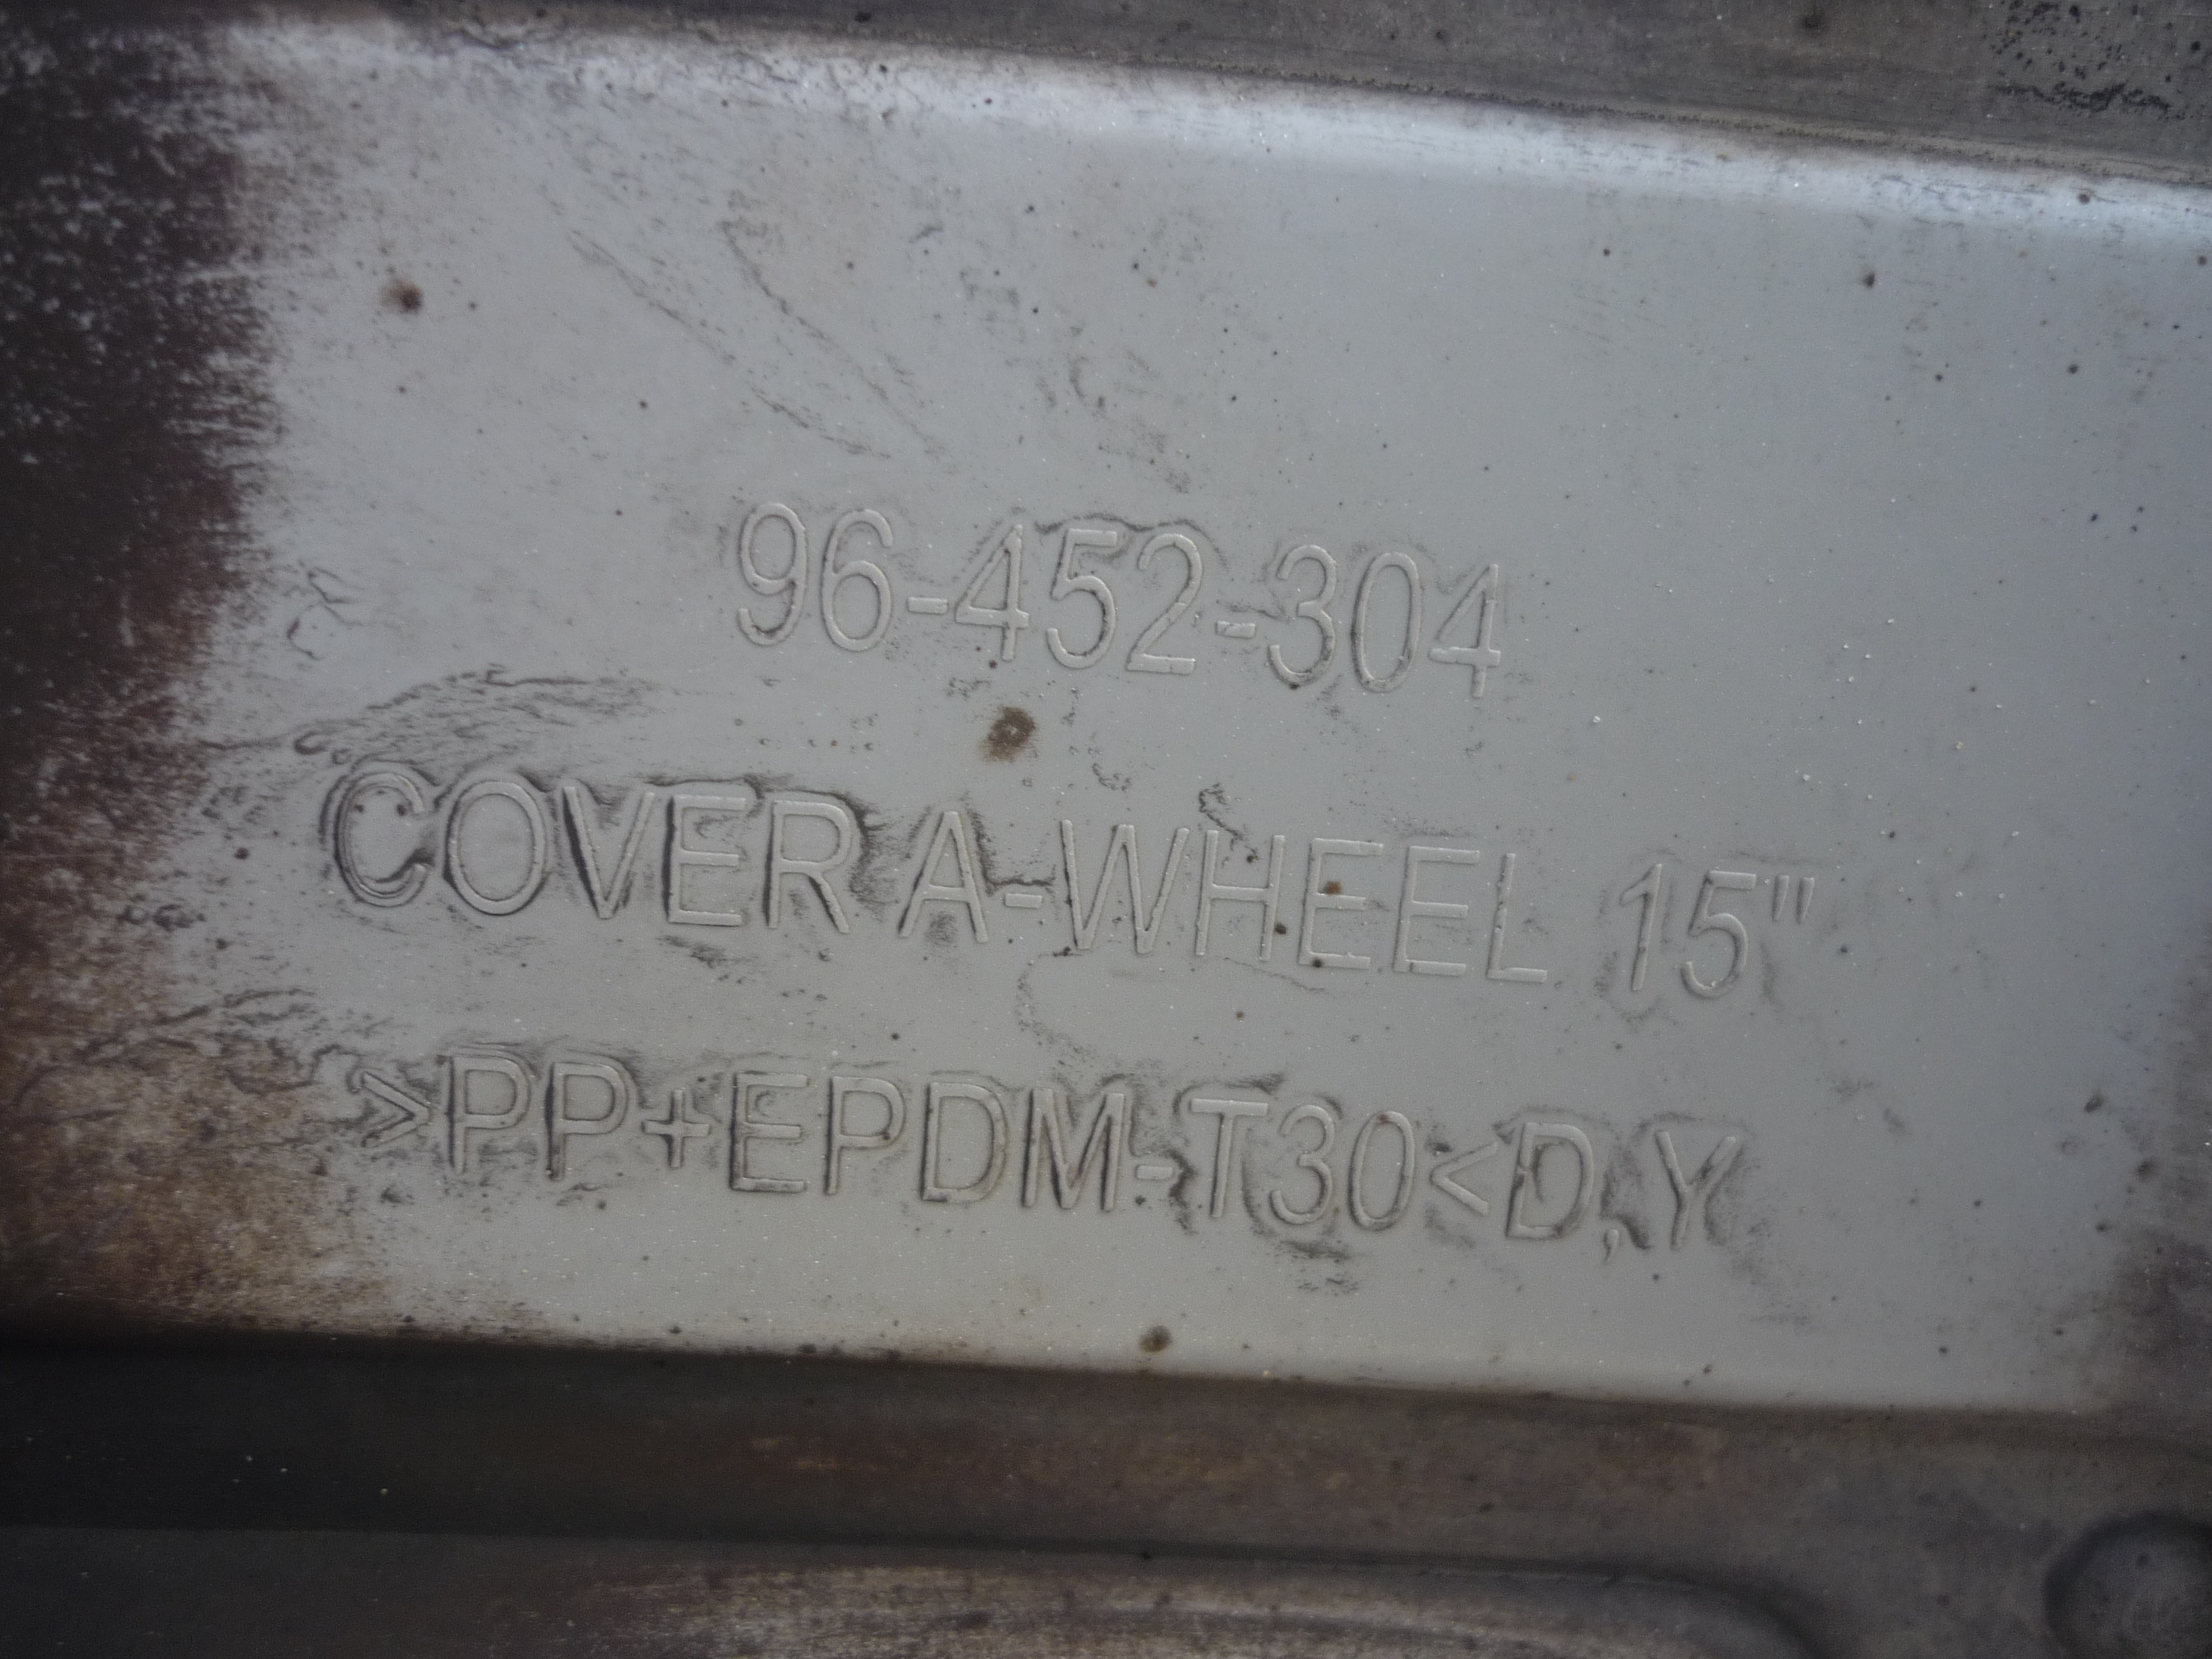 96-452-304
COVER A-WHEEL 15"
>PP+EPDM-T30<D,Y